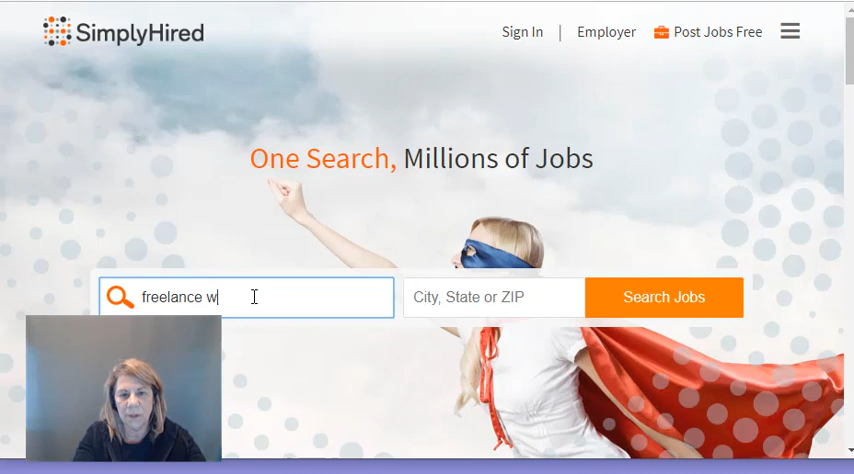 SimplyHired
Sign In | Employer Post Jobs Free
One Search, Millions of Jobs
freelance w
City, State or ZIP
Search Jobs